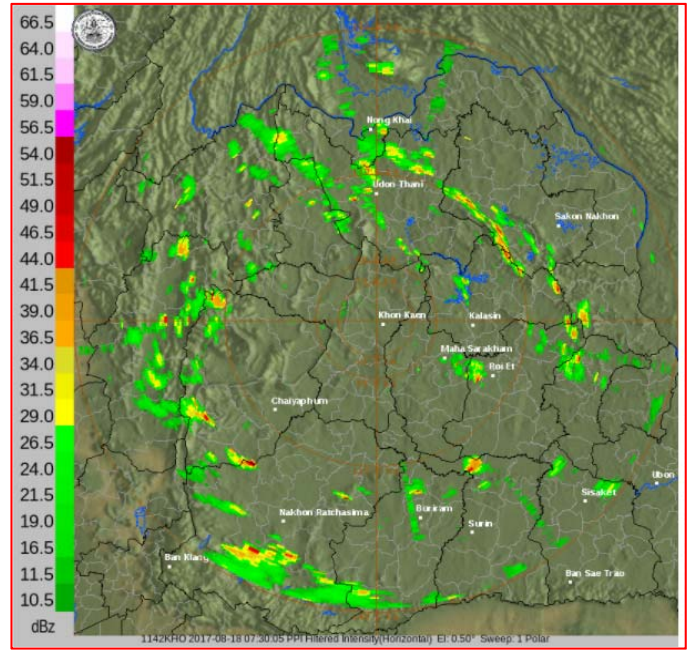 66.5
64.0
61.5
59.0
56.5
54.0
51.5
49.0
46.5
44.0
41.5
39.0
36.5
34.0
31.5
29.0
26.5
24.0
21.5
19.0
16.5
13.5
10.5
dBz
Nong Khai
Udon Thani
Sakon Nakhon
Khon Kaen
Kalasin
Maha Sarakham
Roi Et
Chaiyaphum
Ubon
Sisaket
Nakhon Ratchasima
Buriram
Surin
Ban Klang
Ban Sae Trao
1142KHO 2017-08-18 07:30:05 PPI Filtered Intensity(Horizontal) El: 0.50° Sweep: 1 Polar